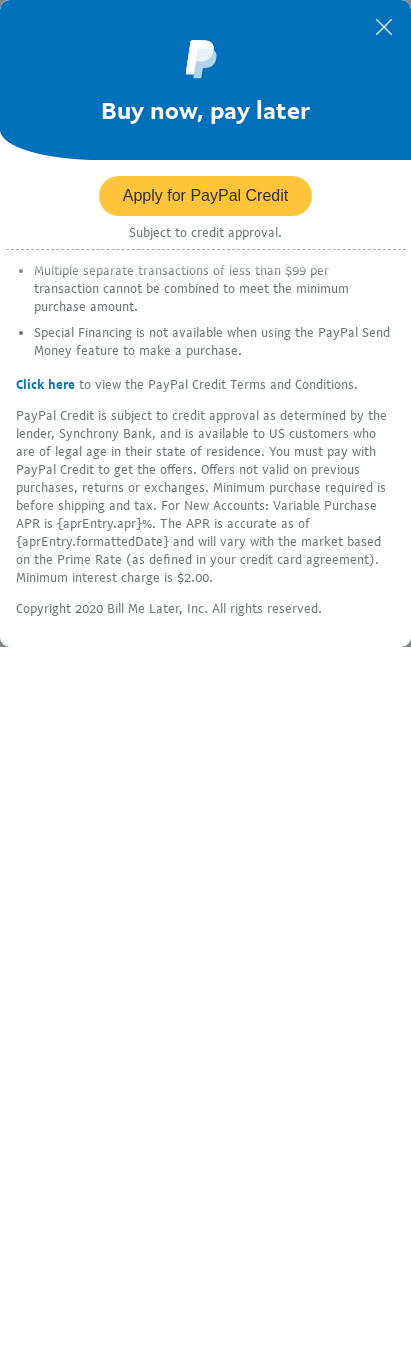 Buy now, pay later
Apply for PayPal Credit
Subject to credit approval.
• Multiple separate transactions of less than $99 per
transaction cannot be combined to meet the minimum
purchase amount.
• Special Financing is not available when using the PayPal Send
Money feature to make a purchase.
Click here to view the PayPal Credit Terms and Conditions.
PayPal Credit is subject to credit approval as determined by the
lender, Synchrony Bank, and is available to US customers who
are of legal age in their state of residence. You must pay with
PayPal Credit to get the offers. Offers not valid on previous
purchases, returns or exchanges. Minimum purchase required is
before shipping and tax. For New Accounts: Variable Purchase
APR is {aprEntry.apr}%. The APR is accurate as of
{aprEntry.formattedDate} and will vary with the market based
on the Prime Rate (as defined in your credit card agreement).
Minimum interest charge is $2.00.
Copyright 2020 Bill Me Later, Inc. All rights reserved.